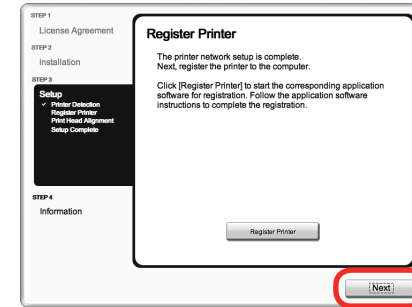 STEP 1
License Agreement
STEP 2
Installation
STEP 3
Setup
✓ Printer Detection
Register Printer
Print Head Alignment
Setup Complete
STEP 4
Information
Register Printer
The printer network setup is complete.
Next, register the printer to the computer.
Click [Register Printer] to start the corresponding application
software for registration. Follow the application software
instructions to complete the registration.
Register Printer
Next